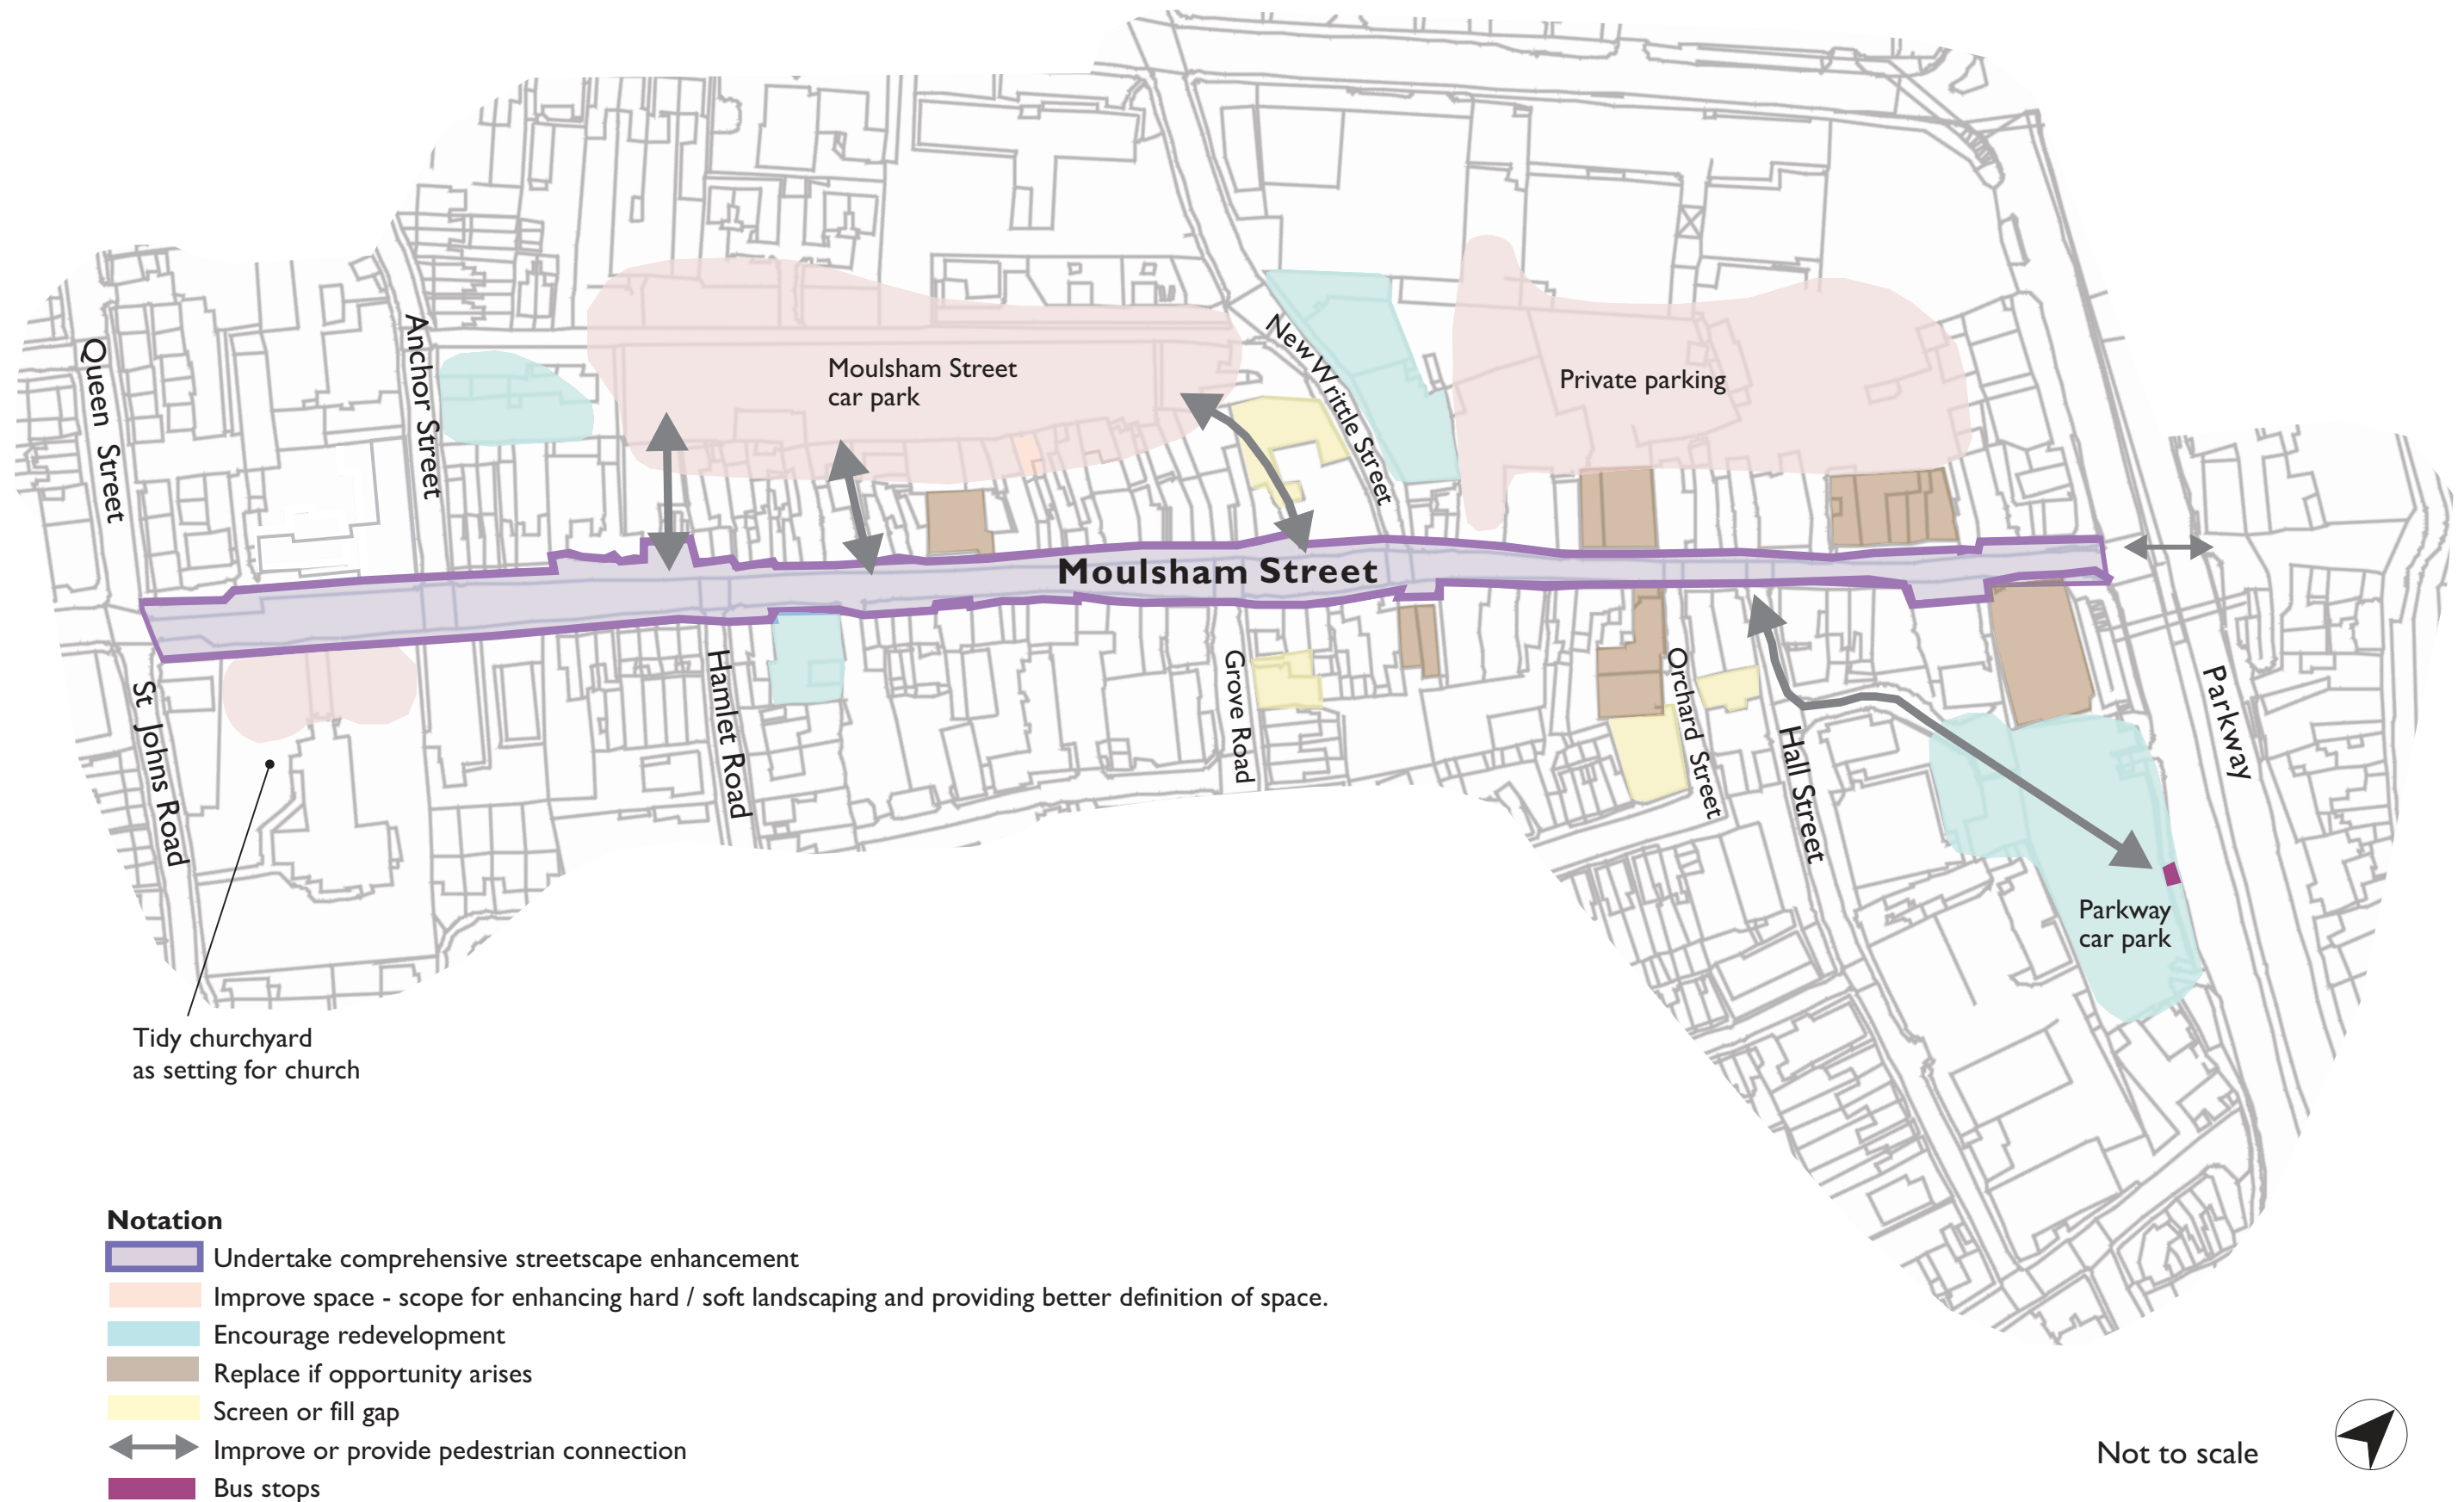 Queen Street
Anchor Street
Moulsham Street
car park
New Writtle Street
Private parking
Moulsham Street
St Johns Road
Hamlet Road
Grove Road
Orchard Street
Hall Street
Parkway
Parkway
car park
Tidy churchyard
as setting for church
Notation
Undertake comprehensive streetscape enhancement
Improve space - scope for enhancing hard / soft landscaping and providing better definition of space.
Encourage redevelopment
Replace if opportunity arises
Screen or fill gap
Improve or provide pedestrian connection
Bus stops
Not to scale